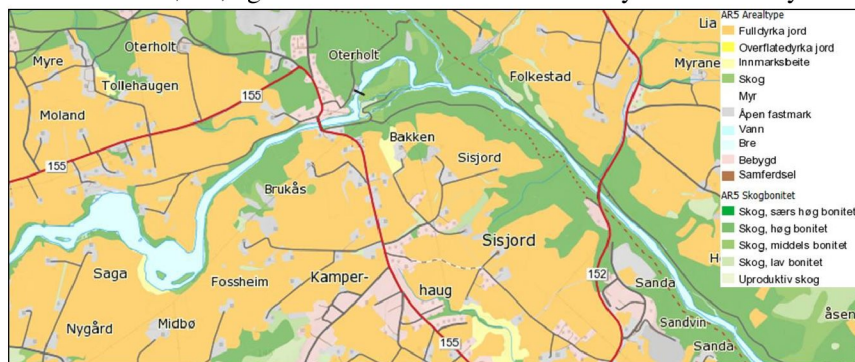 AR5 Arealtype
Fulldyrka jord
Overflatedyrka jord
Innmarksbeite
Skog
Myr
Åpen fastmark
Vann
Bre
Bebygd
Samferdsel
AR5 Skogbonitet
Skog, særs høg bonitet
Skog, høg bonitet
Skog, middels bonitet
Skog, lav bonitet
Uproduktiv skog
Oterholt
Myre
Tollehaugen
Moland
155
155
Oterholt
Folkestad
Lia
Myrane
Bakken
Sisjord
Brukås
Sisjord
Saga
Fossheim
Kamper-
haug
152
Sanda
Nygård
Midbø
155
Sandvin
Sanda
åsen